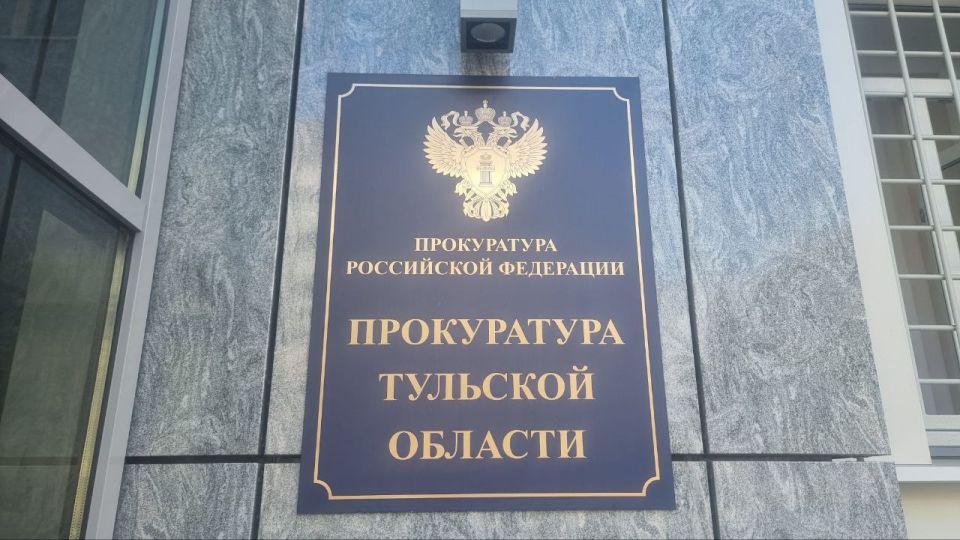 ПРОКУРАТУРА
РОССИЙСКОЙ ФЕДЕРАЦИИ
ПРОКУРАТУРА
ТУЛЬСКОЙ
ОБЛАСТИ